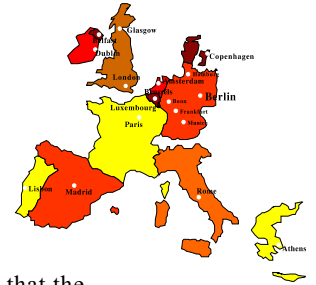 Glasgow
Belfast
Dublin
Copenhagen
Hamburg
London
Amsterdam
Berlin
Brussels
Bonn
Luxembourg
Frankfurt
Paris
Munich
Lisbon
Madrid
Rome
Athens
that the